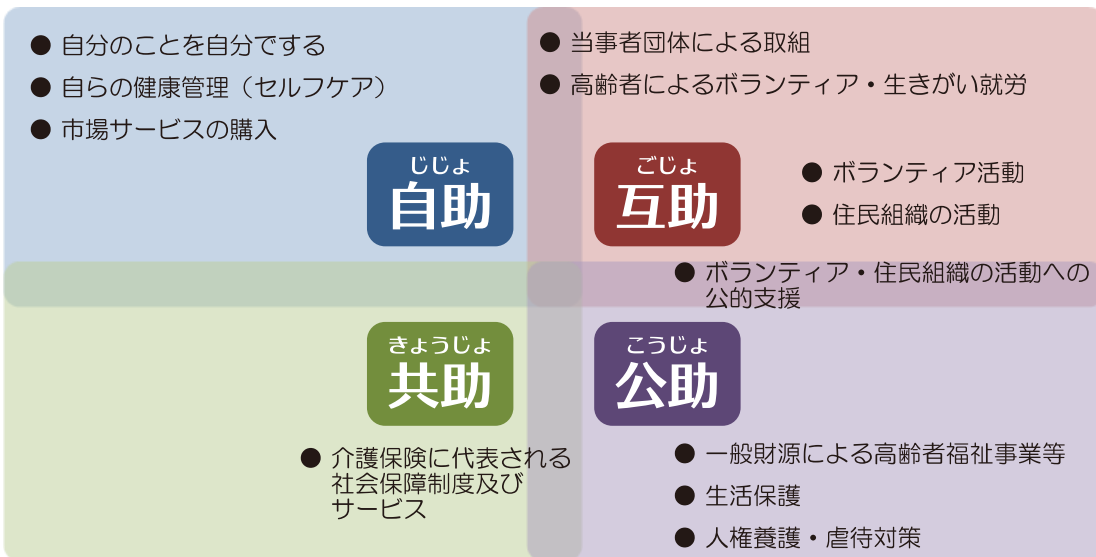 ● 自分のことを自分でする
● 自らの健康管理（セルフケア）
● 市場サービスの購入
じじょ
自助
● 当事者団体による取組
● 高齢者によるボランティア・生きがい就労
ごじょ
互助
● ボランティア活動
● 住民組織の活動
● ボランティア・住民組織の活動への
公的支援
きょうじょ
共助
● 介護保険に代表される
社会保障制度及び
サービス
こうじょ
公助
● 一般財源による高齢者福祉事業等
● 生活保護
● 人権養護・虐待対策